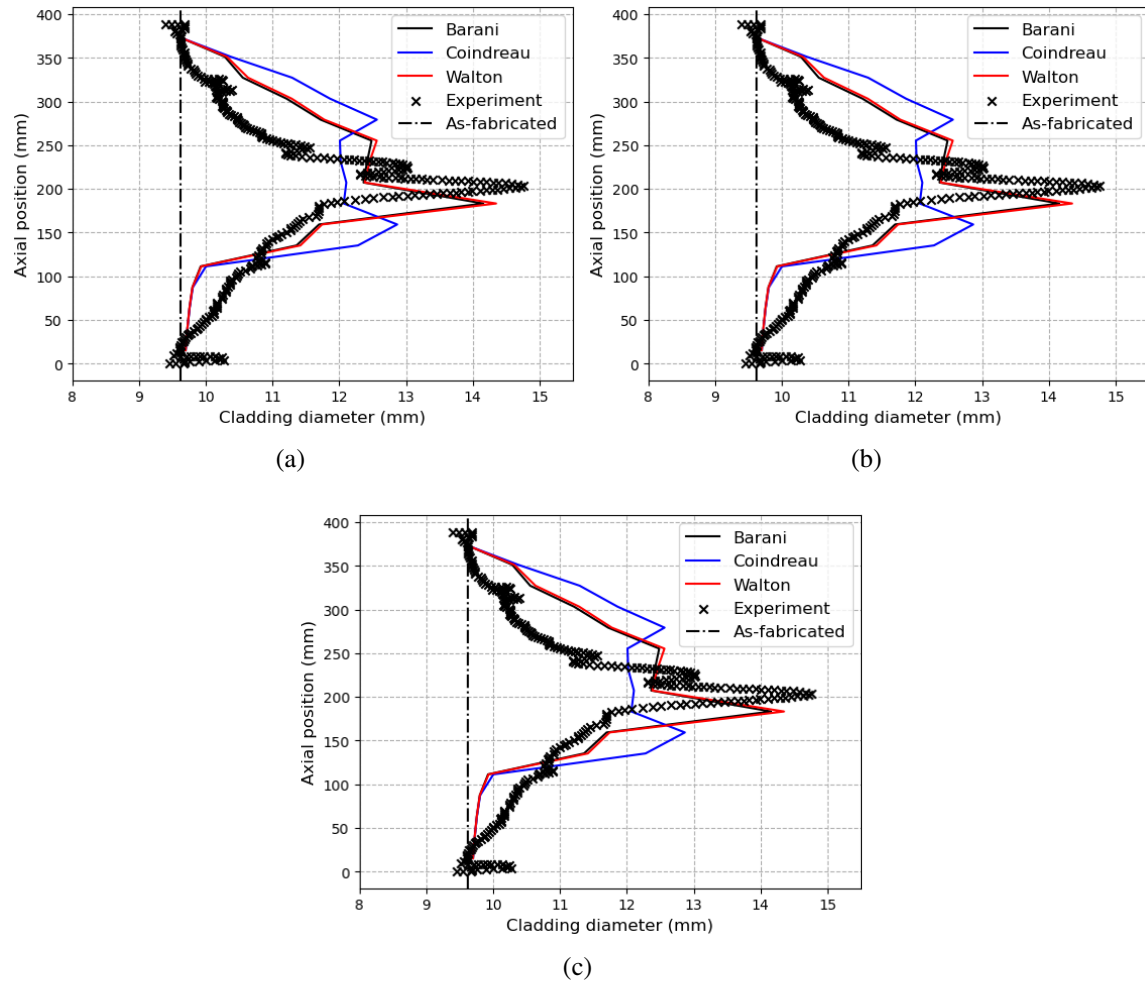 400
350
300
250
200
150
100
50
0
Axial position (mm)
8 9 10 11 12 13 14 15
Cladding diameter (mm)
Barani
Coindreau
Walton
Experiment
As-fabricated
(a)
400
350
300
250
200
150
100
50
0
Axial position (mm)
8 9 10 11 12 13 14 15
Cladding diameter (mm)
Barani
Coindreau
Walton
Experiment
As-fabricated
(b)
400
350
300
250
200
150
100
50
0
Axial position (mm)
8 9 10 11 12 13 14 15
Cladding diameter (mm)
Barani
Coindreau
Walton
Experiment
As-fabricated
(c)